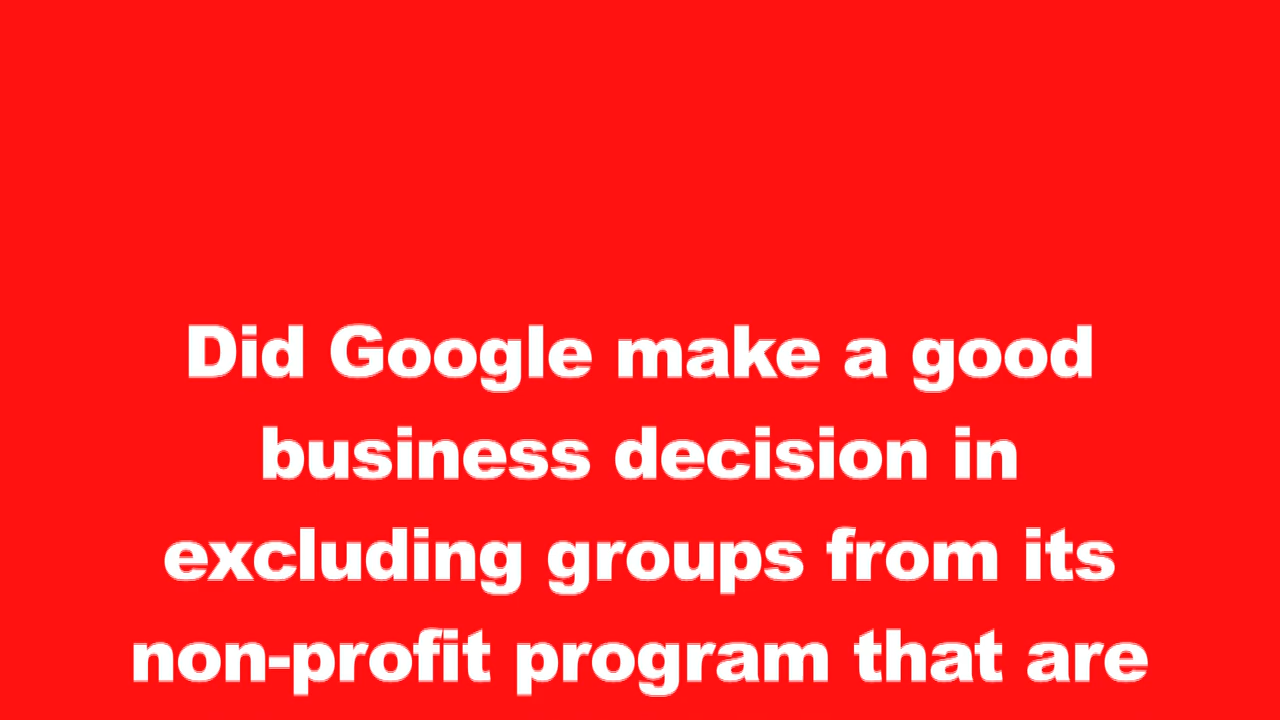 Did Google make a good
business decision in
excluding groups from its
non-profit program that are